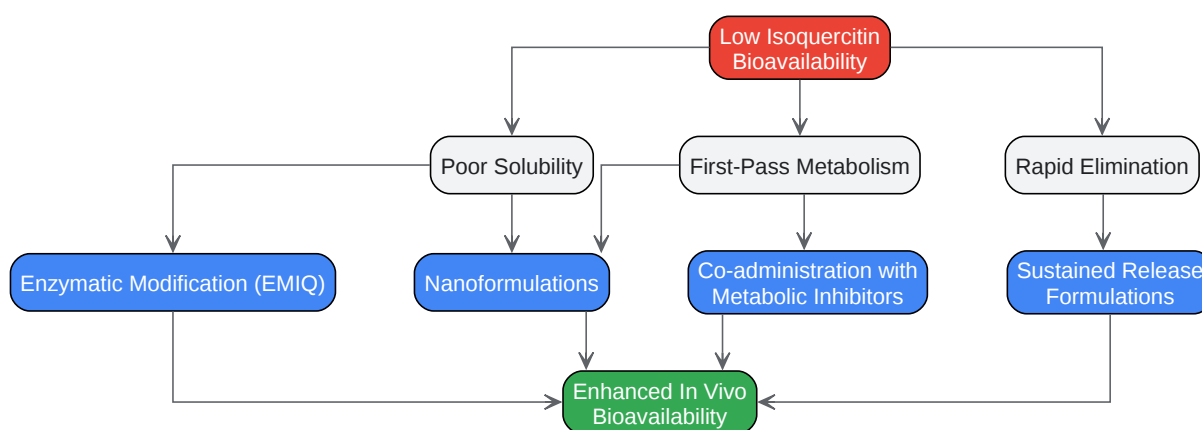 Low Isoquercitin
Bioavailability
Poor Solubility
First-Pass Metabolism
Rapid Elimination
Enzymatic Modification (EMIQ)
Nanoformulations
Co-administration with
Metabolic Inhibitors
Sustained Release
Formulations
Enhanced In Vivo
Bioavailability